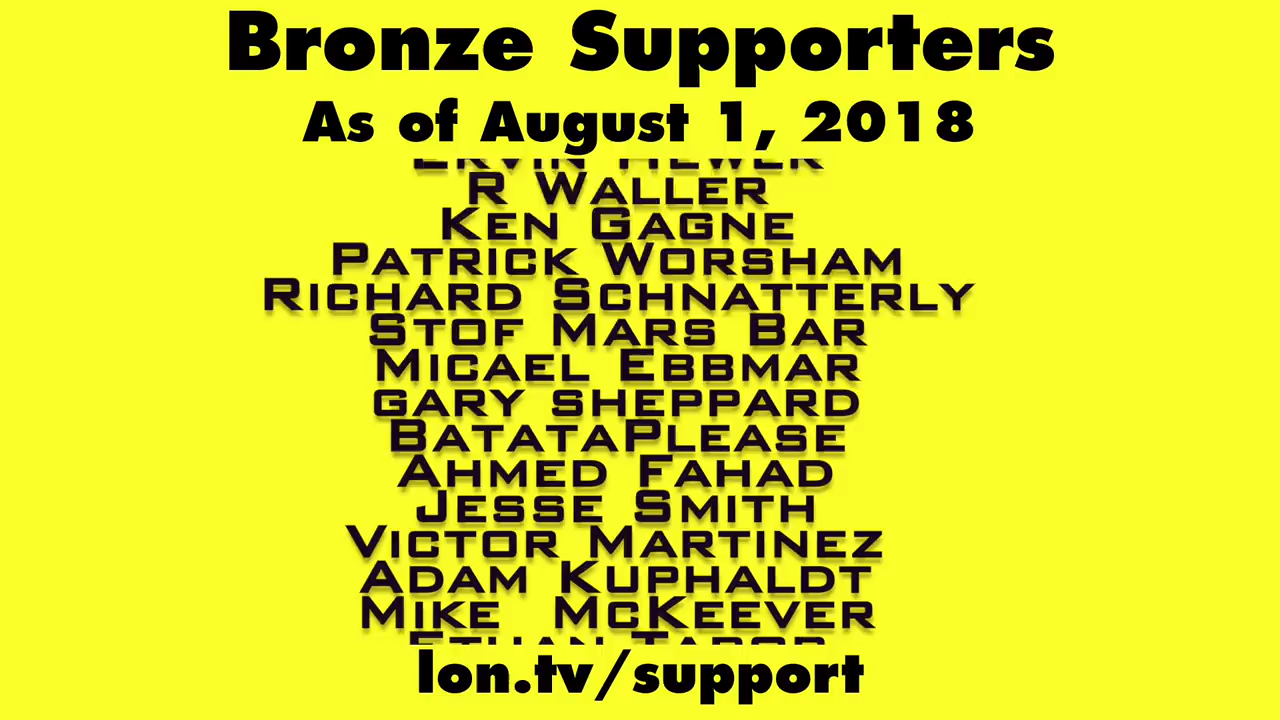 Bronze Supporters
As of August 1, 2018
R Waller
Ken Gagne
Patrick Worsham
Richard Schnatterly
Stof Mars Bar
Micael Ebbmar
gary sheppard
BatataPlease
Ahmed Fahad
Jesse Smith
Victor Martinez
Adam Kuphaldt
Mike McKeever
lon.tv/support